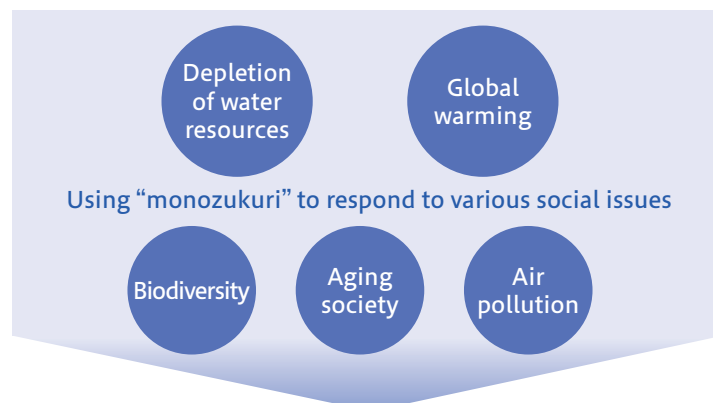 Depletion
of water
resources
Global
warming
Using “monozukuri” to respond to various social issues
Biodiversity
Aging
society
Air
pollution